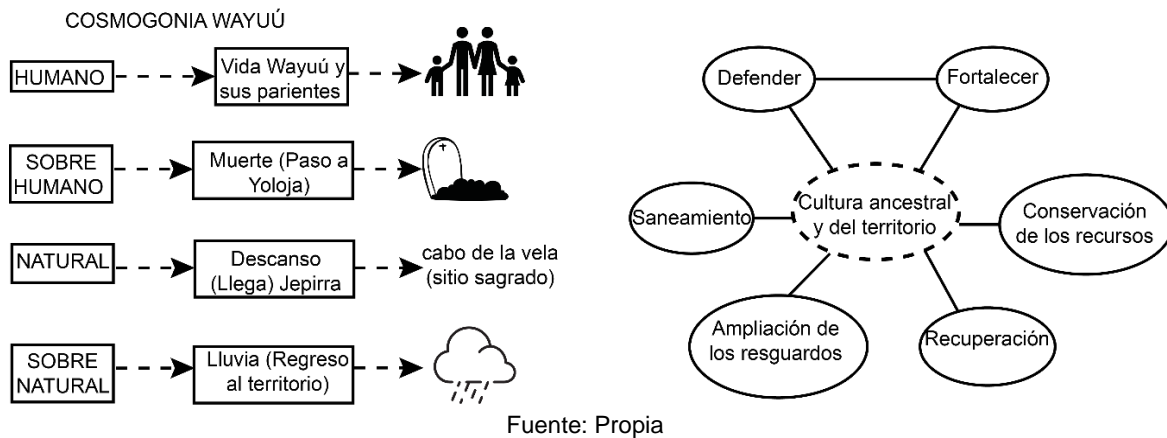 COSMOGONIA WAYUÚ
HUMANO
Vida Wayuú y
sus parientes
SOBRE
HUMANO
Muerte (Paso a
Yoloja)
NATURAL
Descanso
(Llega) Jepirra
cabo de la vela
(sitio sagrado)
SOBRE
NATURAL
Lluvia (Regreso
al territorio)
Defender
Fortalecer
Saneamiento
Cultura ancestral
y del territorio
Conservación
de los recursos
Ampliación de
los resguardos
Recuperación
Fuente: Propia